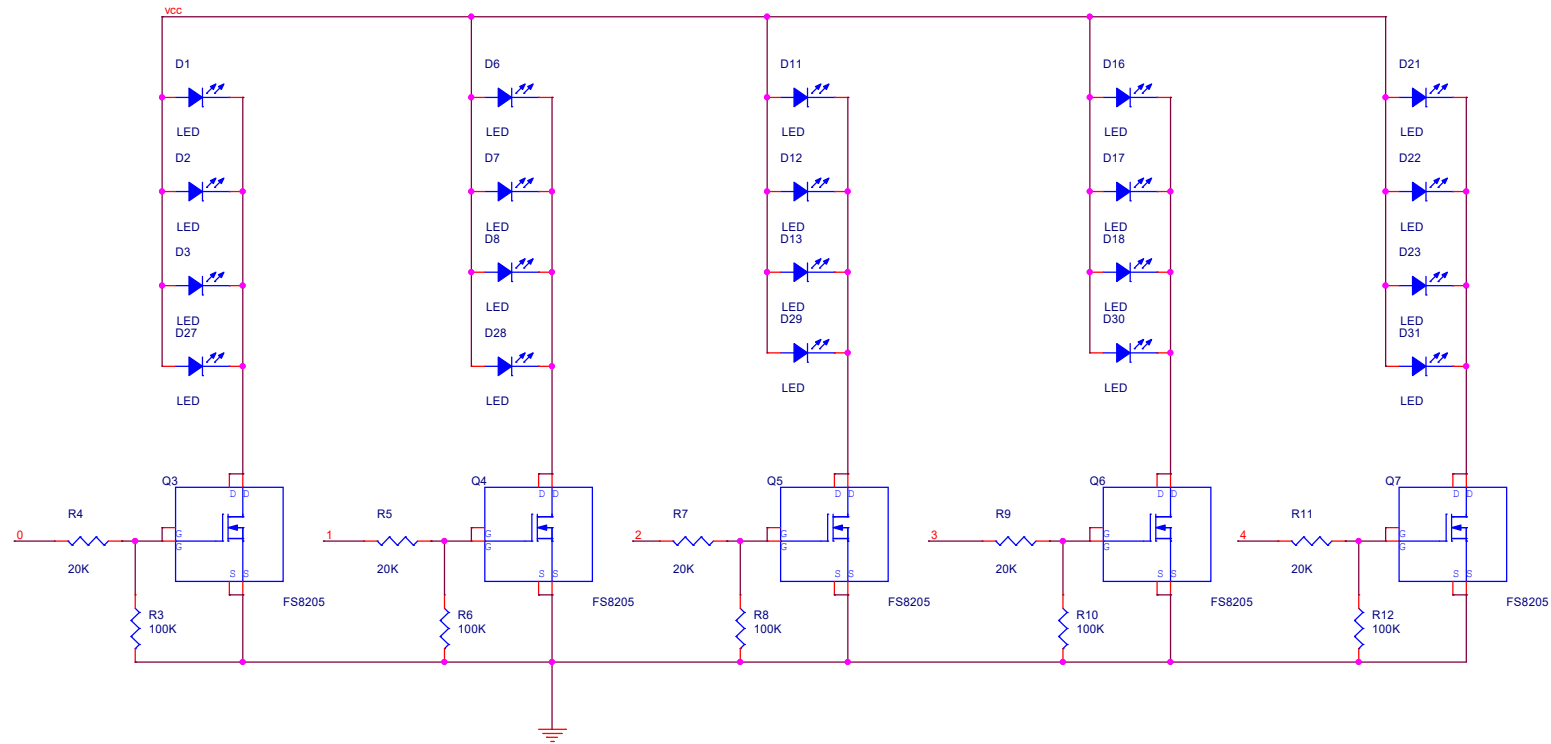 VCC
D1 D6 D11 D16 D21
LED LED LED LED LED
D2 D7 D12 D17 D22
LED LED LED LED LED
D3 D8 D13 D18 D23
LED LED LED LED LED
D27 D28 D29 D30 D31
LED LED LED LED LED
Q3 Q4 Q5 Q6 Q7
D D D D D D D D D D
R4 R5 R7 R9 R11
0 1 2 3 4
G G G G G
G G G G G
20K 20K 20K 20K 20K
S S S S S S S S S S
FS8205 FS8205 FS8205 FS8205 FS8205
R3 R6 R8 R10 R12
100K 100K 100K 100K 100K